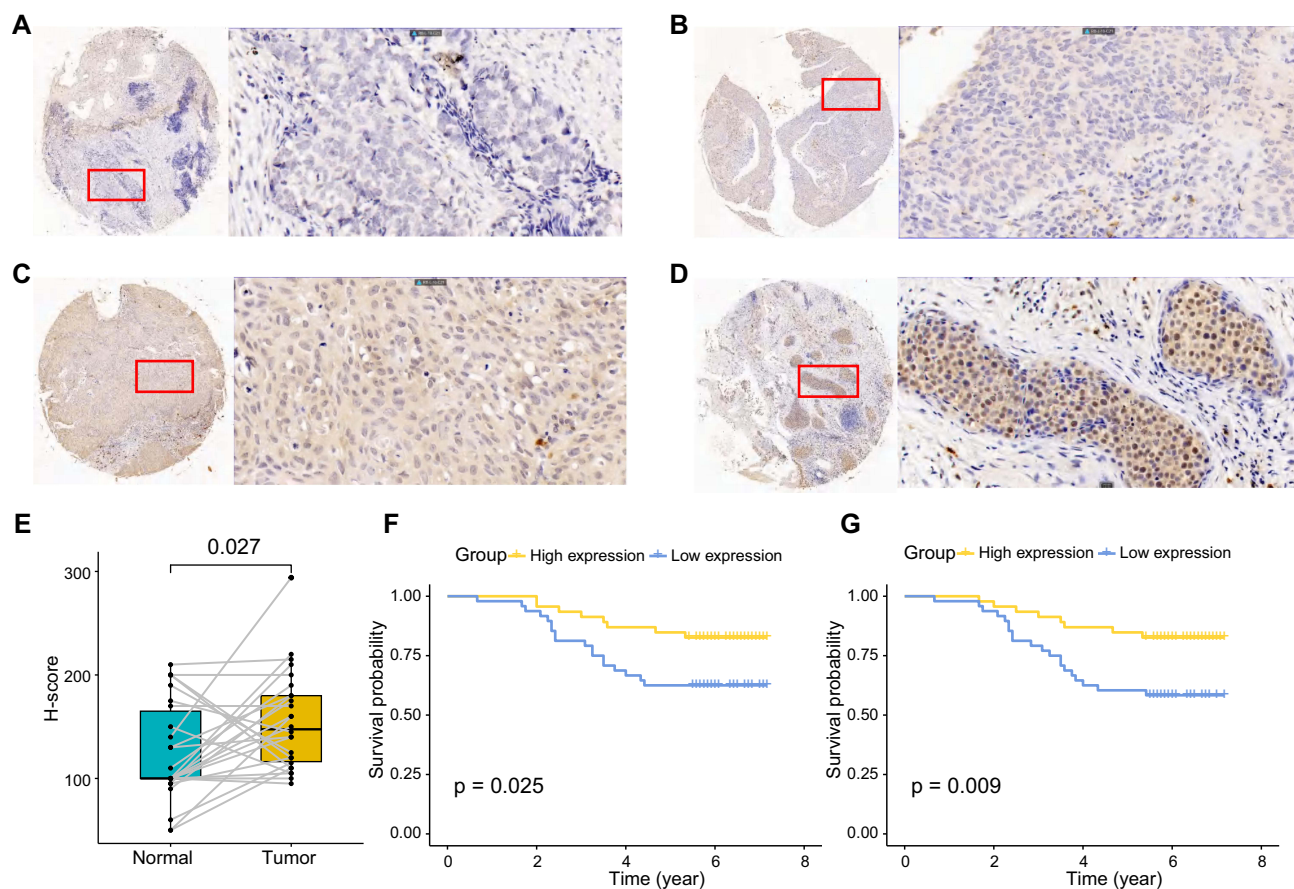 A
B
C
D
E
F
G
0.027
300
200
100
H-score
Normal
Tumor
Group High expression Low expression
1.00
0.75
0.50
0.25
0.00
Survival probability
p = 0.025
0 2 4 6 8
Time (year)
Group High expression Low expression
1.00
0.75
0.50
0.25
0.00
Survival probability
p = 0.009
0 2 4 6 8
Time (year)